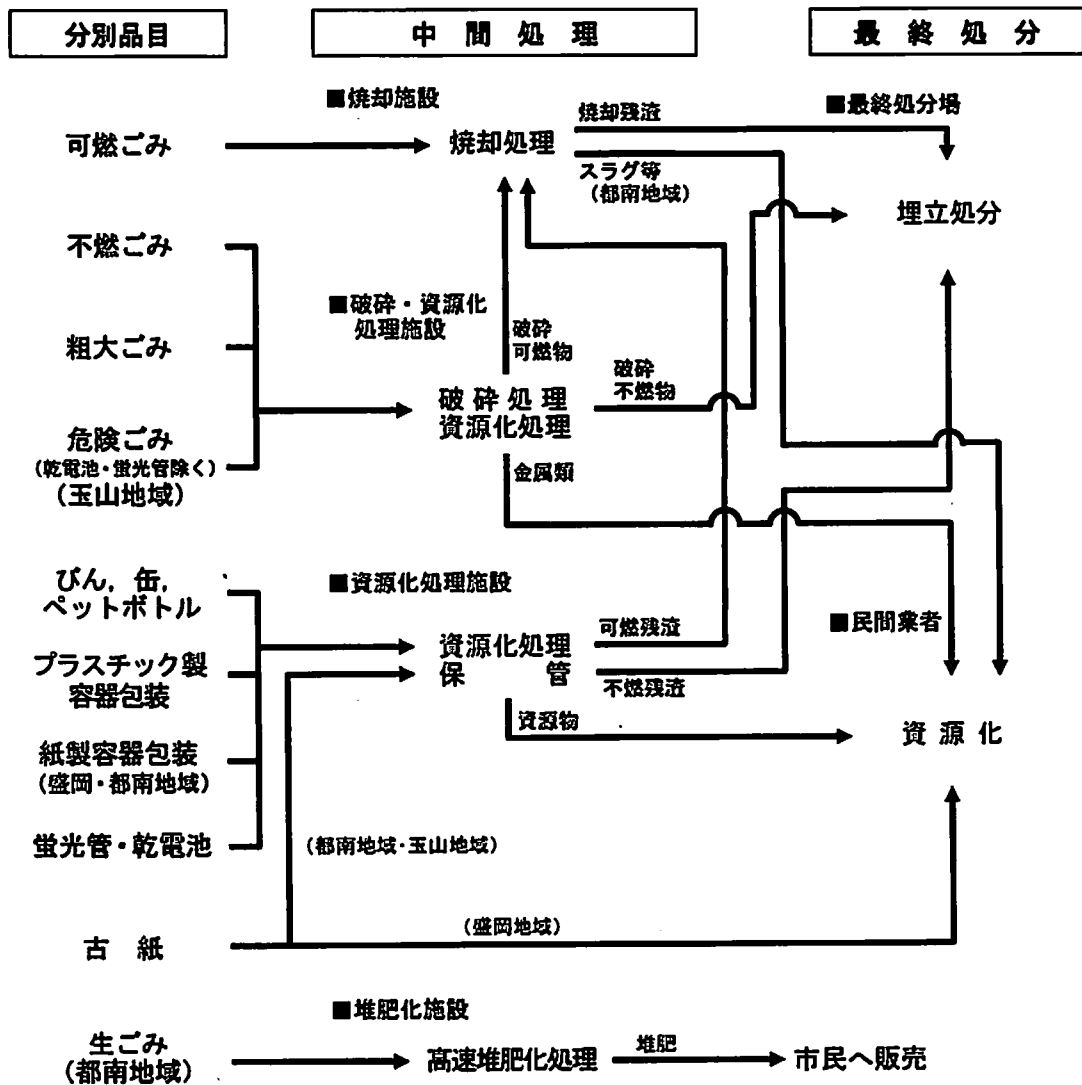 分別品目
中間処理
最終処分
■焼却施設
■最終処分場
可燃ごみ
焼却処理
焼却残渣
スラグ等
(都南地域)
埋立処分
不燃ごみ
粗大ごみ
危険ごみ
(乾電池・蛍光管除く)
(玉山地域)
■破砕・資源化
処理施設
破砕
可燃物
破砕処理
資源化処理
破砕
不燃物
金属類
びん,缶,
ペットボトル
プラスチック製
容器包装
紙製容器包装
(盛岡・都南地域)
蛍光管・乾電池
■資源化処理施設
資源化処理
保管
可燃残渣
不燃残渣
資源物
■民間業者
資源化
(都南地域・玉山地域)
古紙
(盛岡地域)
■堆肥化施設
生ごみ
(都南地域)
高速堆肥化処理
堆肥
市民へ販売